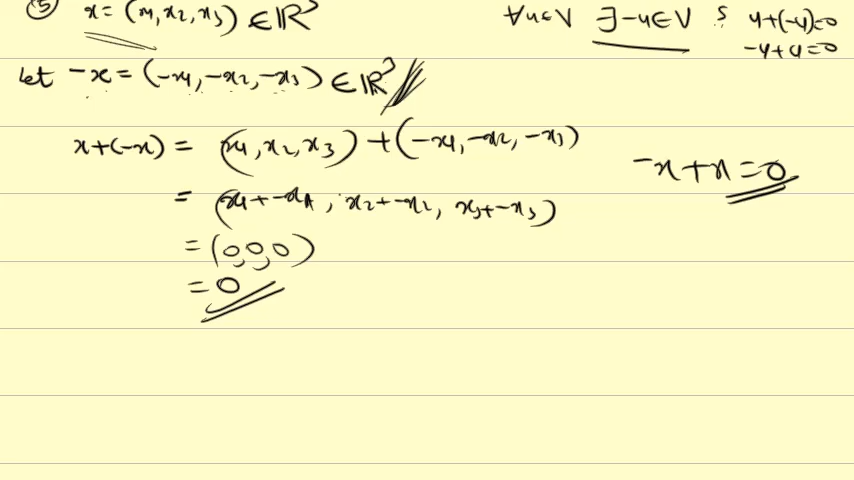 ⑤ x = (x1, x2, x3) ∈ ℝ³
∀ u ∈ V ∃ -u ∈ V s u+(-u)=0
-u+u=0
let -x = (-x1, -x2, -x3) ∈ ℝ³
x+(-x) = (x1, x2, x3) + (-x1, -x2, -x3)
-x+x=0
= (x1+-x1, x2+-x2, x3+-x3)
= (0,0,0)
= 0